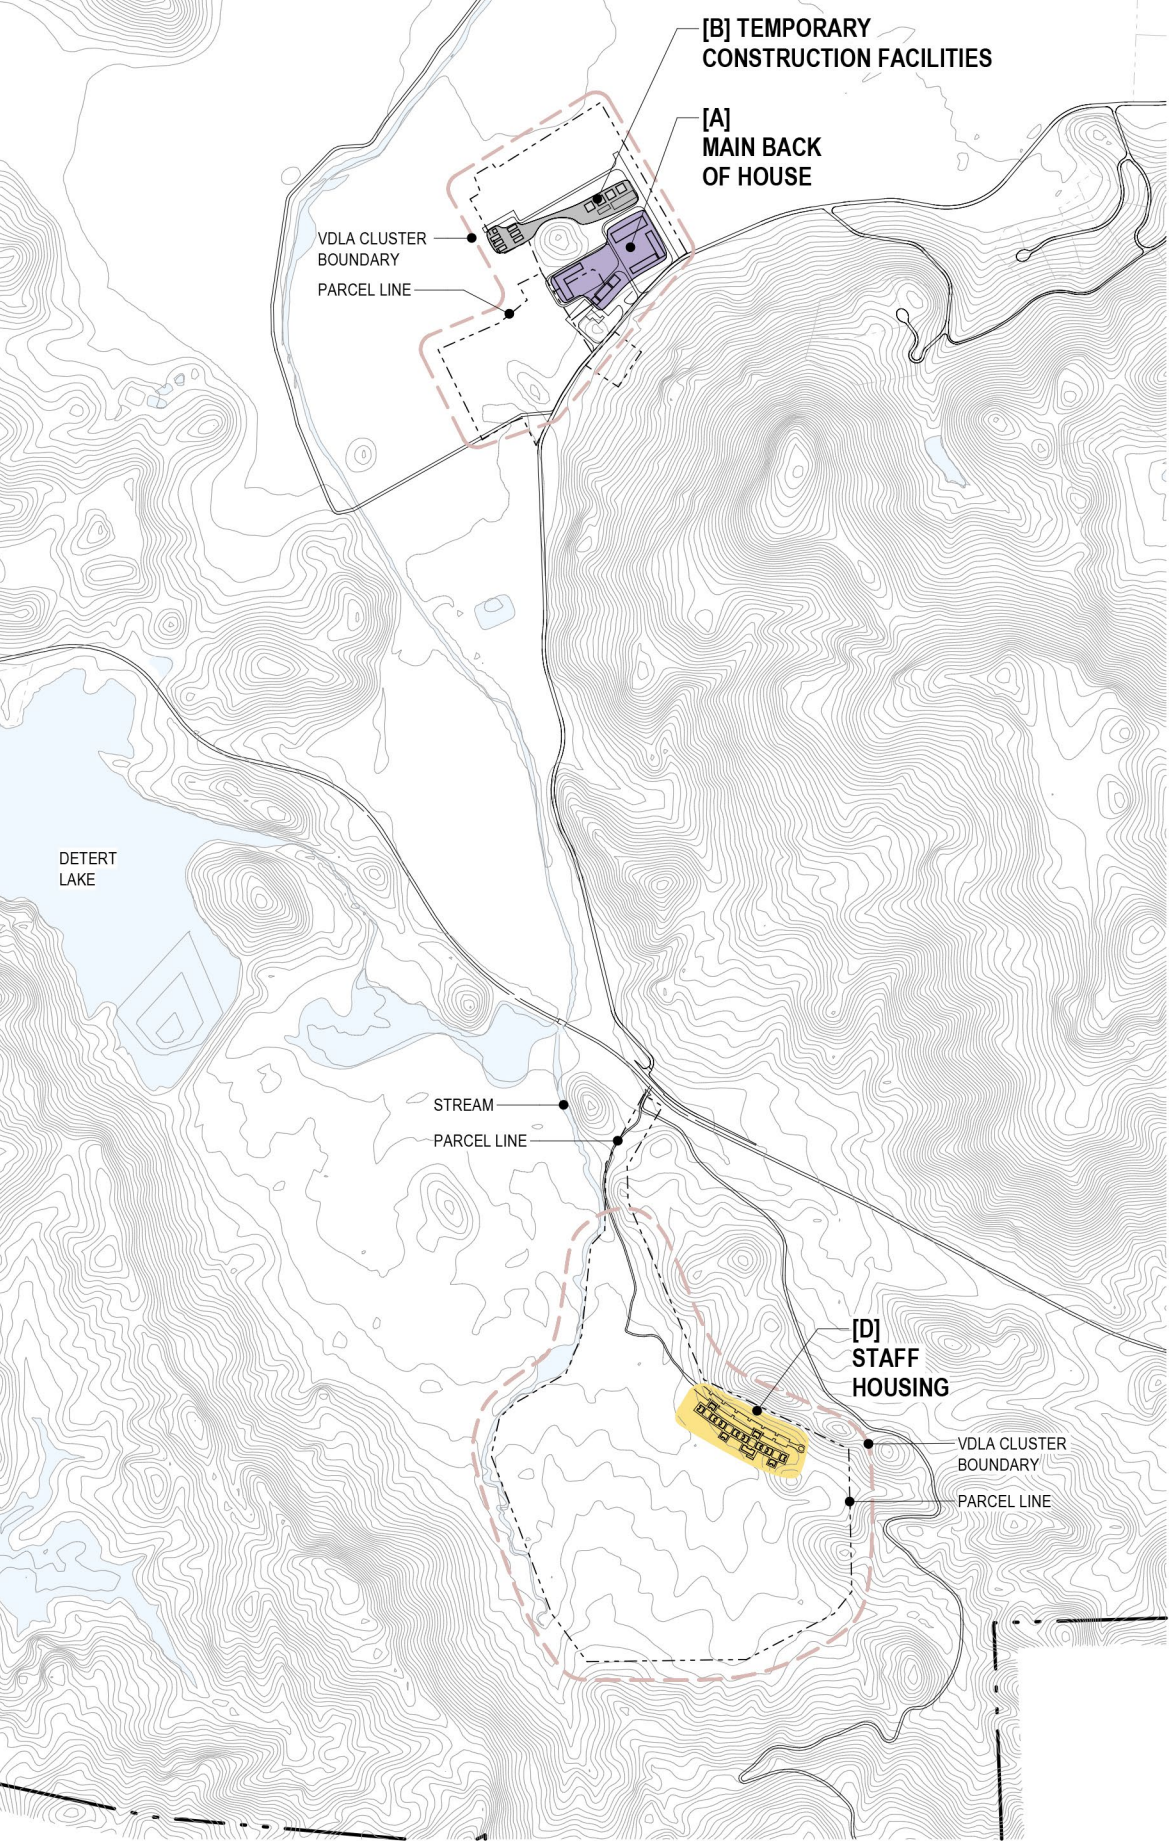 [B] TEMPORARY
CONSTRUCTION FACILITIES
[A]
MAIN BACK
OF HOUSE
VDLA CLUSTER
BOUNDARY
PARCEL LINE
DETERT
LAKE
STREAM
PARCEL LINE
[D]
STAFF
HOUSING
VDLA CLUSTER
BOUNDARY
PARCEL LINE